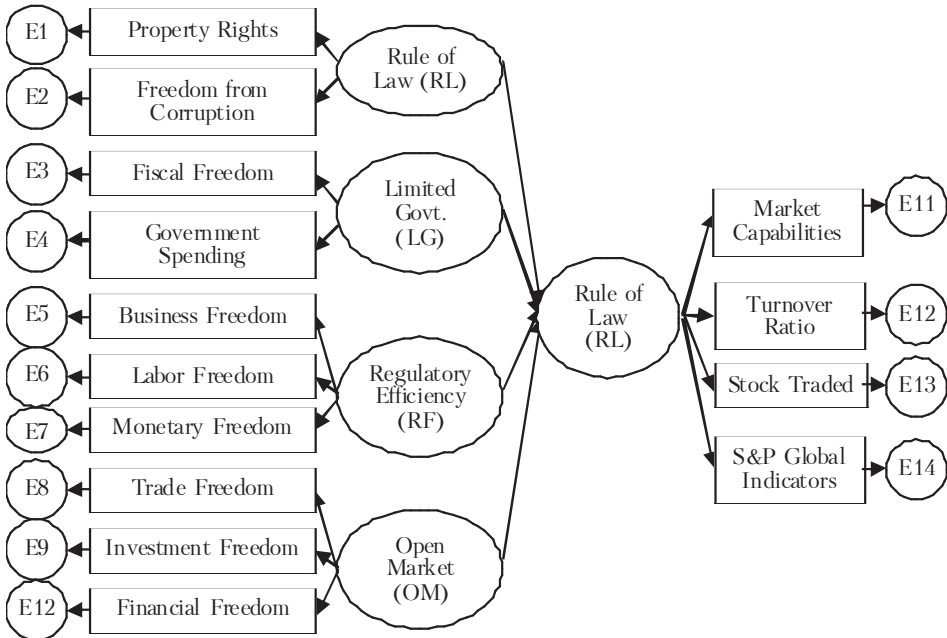 E1
Property Rights
E2
Freedom from
Corruption
Rule of
Law (RL)
E3
Fiscal Freedom
E4
Government
Spending
Limited
Govt.
(LG)
E5
Business Freedom
E6
Labor Freedom
E7
Monetary Freedom
Regulatory
Efficiency
(RF)
E8
Trade Freedom
E9
Investment Freedom
E12
Financial Freedom
Open
Market
(OM)
Rule of
Law
(RL)
Market
Capabilities
E11
Turnover
Ratio
E12
Stock Traded
E13
S&P Global
Indicators
E14